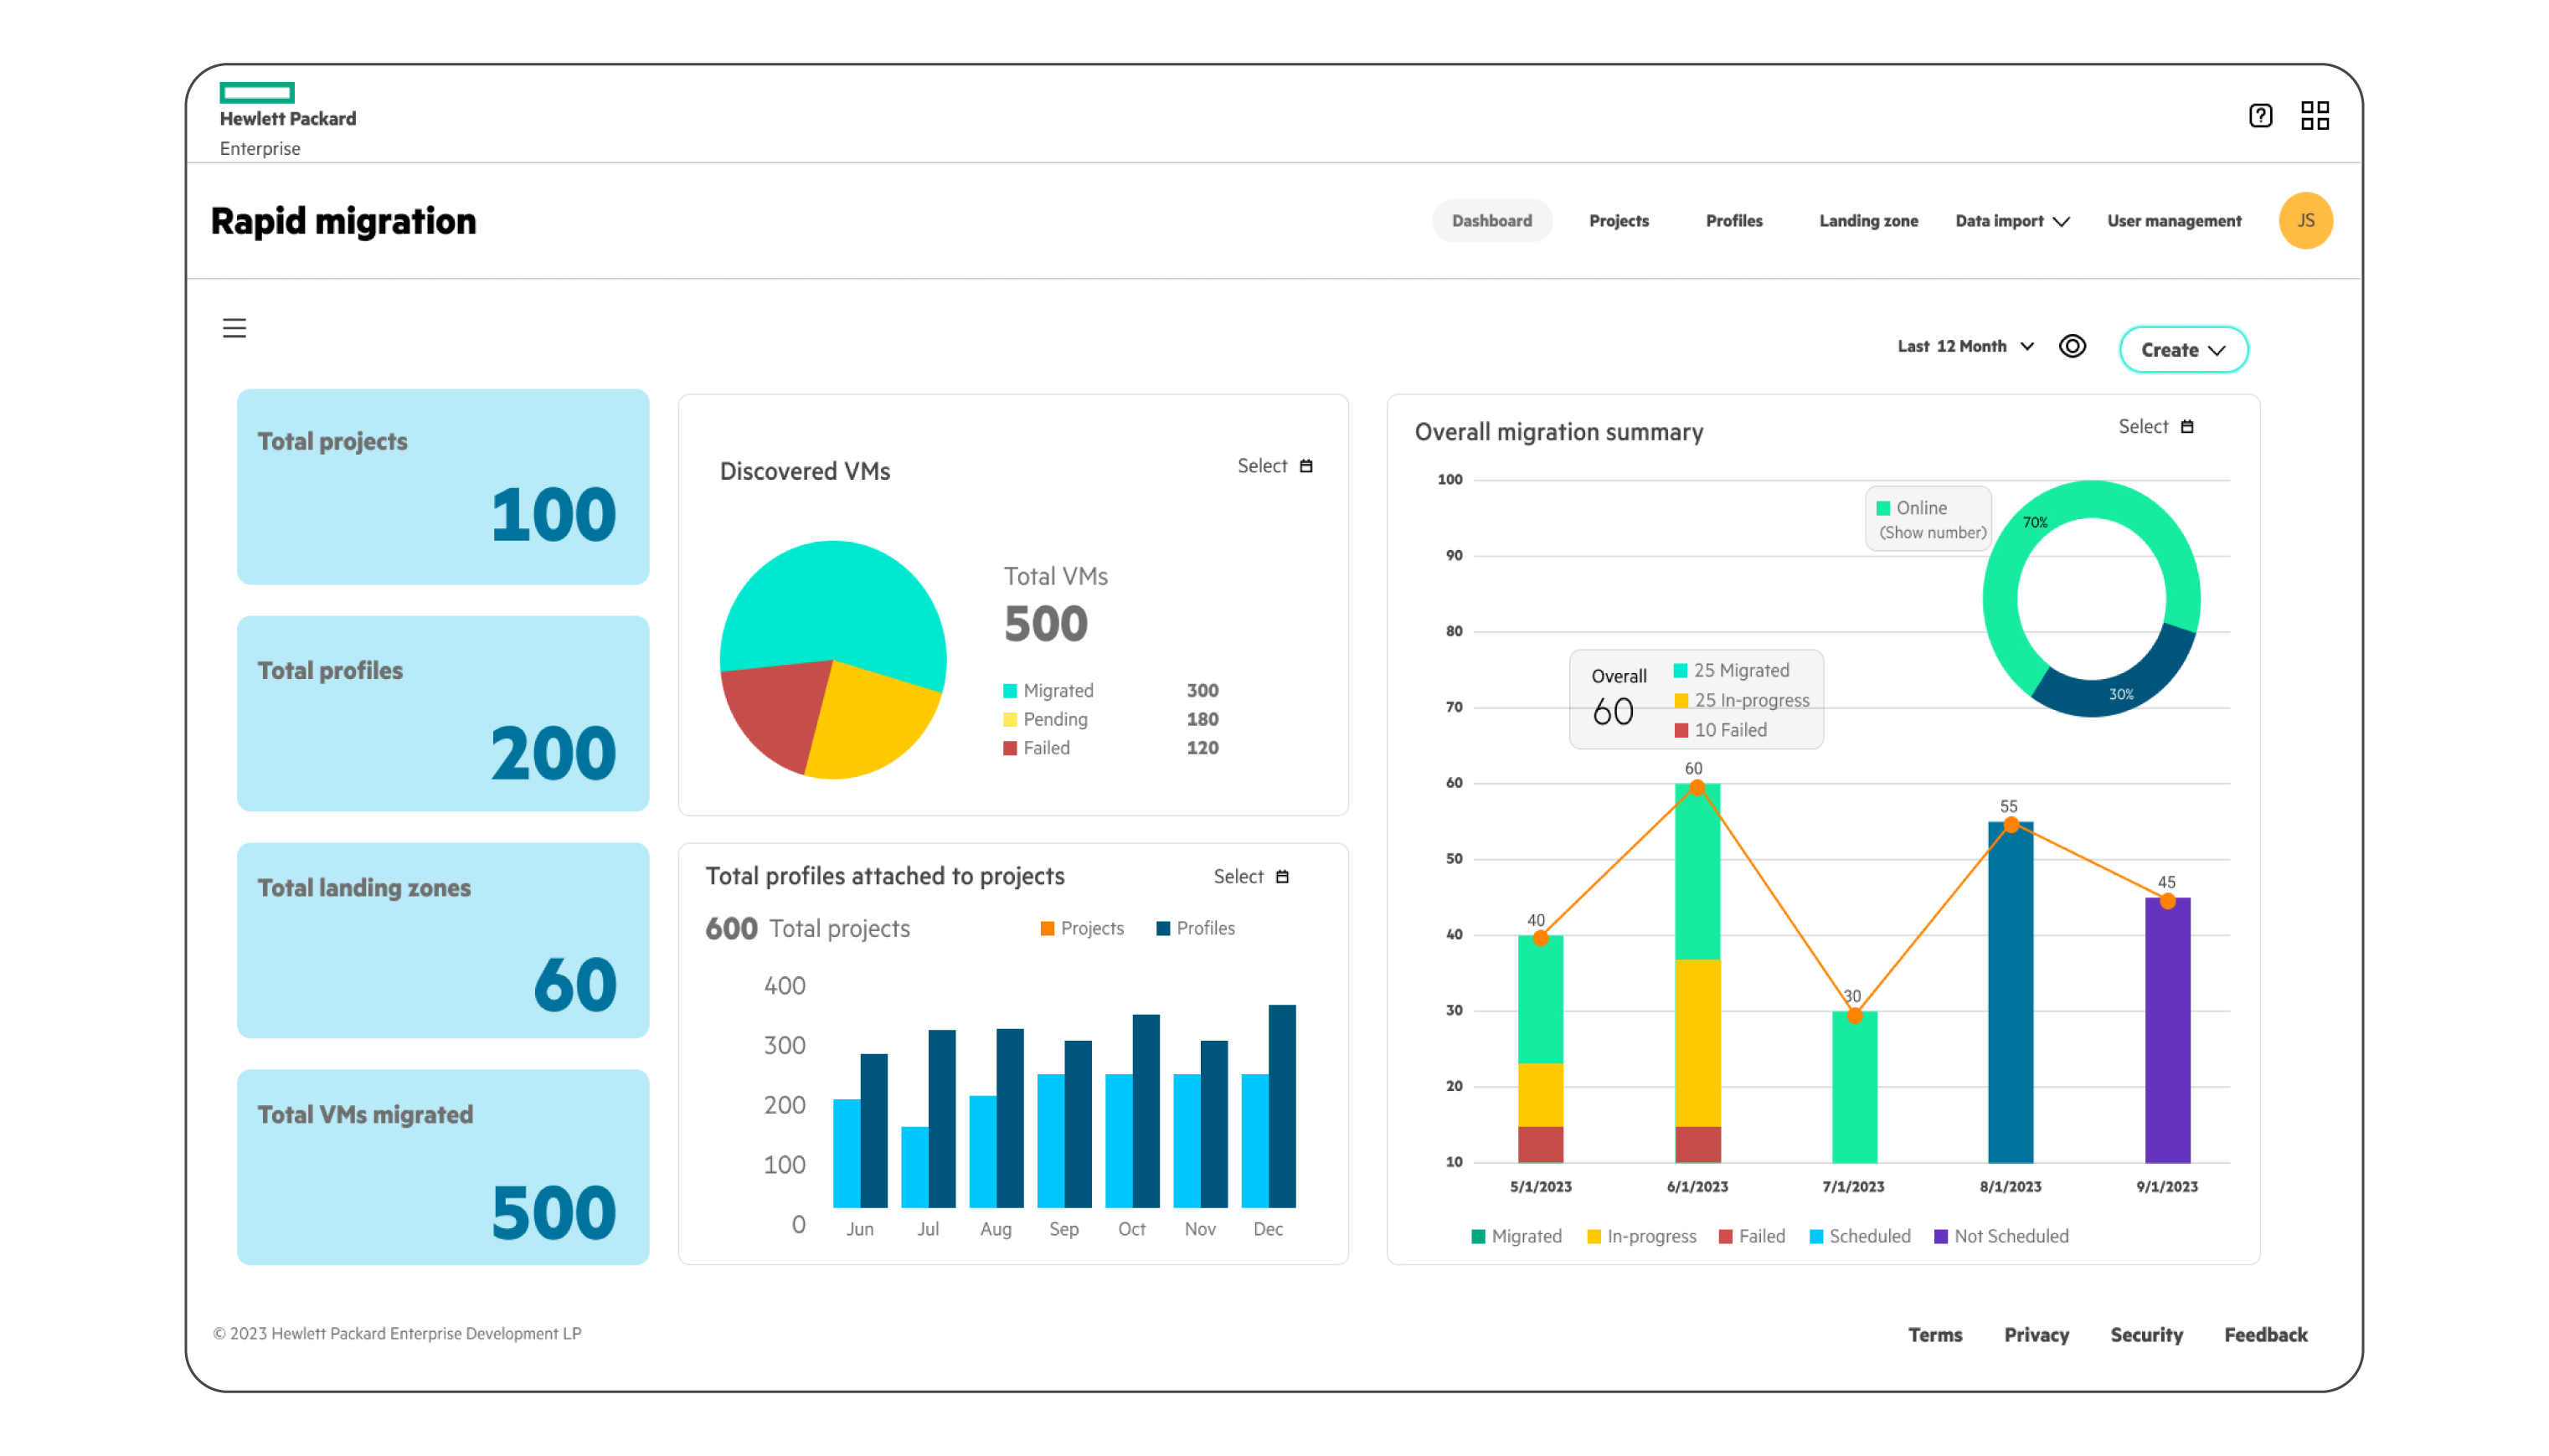 Hewlett Packard
Enterprise
Rapid migration
Dashboard
Projects
Profiles
Landing zone
Data import
User management
JS
Last 12 Month
Create
Total projects
100
Total profiles
200
Total landing zones
60
Total VMs migrated
500
Discovered VMs
Select
Total VMs
500
Migrated 300
Pending 180
Failed 120
Total profiles attached to projects
Select
600 Total projects
Projects
Profiles
400
300
200
100
0
Jun Jul Aug Sep Oct Nov Dec
Overall migration summary
Select
100
90
80
70
60
50
40
30
20
10
Online
(Show number)
70%
30%
Overall
60
25 Migrated
25 In-progress
10 Failed
40
60
30
55
45
5/1/2023 6/1/2023 7/1/2023 8/1/2023 9/1/2023
Migrated In-progress Failed Scheduled Not Scheduled
© 2023 Hewlett Packard Enterprise Development LP
Terms Privacy Security Feedback